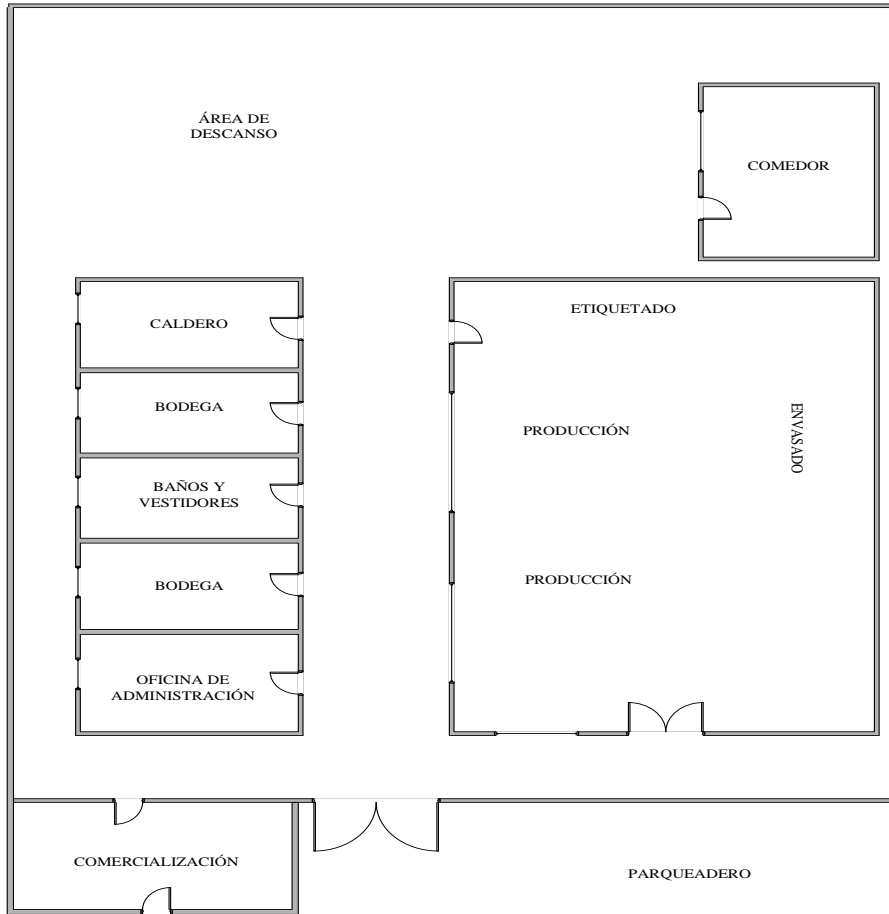 ÁREA DE
DESCANSO
COMEDOR
CALDERO
ETIQUETADO
BODEGA
PRODUCCIÓN
ENVASADO
BAÑOS Y
VESTIDORES
BODEGA
PRODUCCIÓN
OFICINA DE
ADMINISTRACIÓN
COMERCIALIZACIÓN
PARQUEADERO